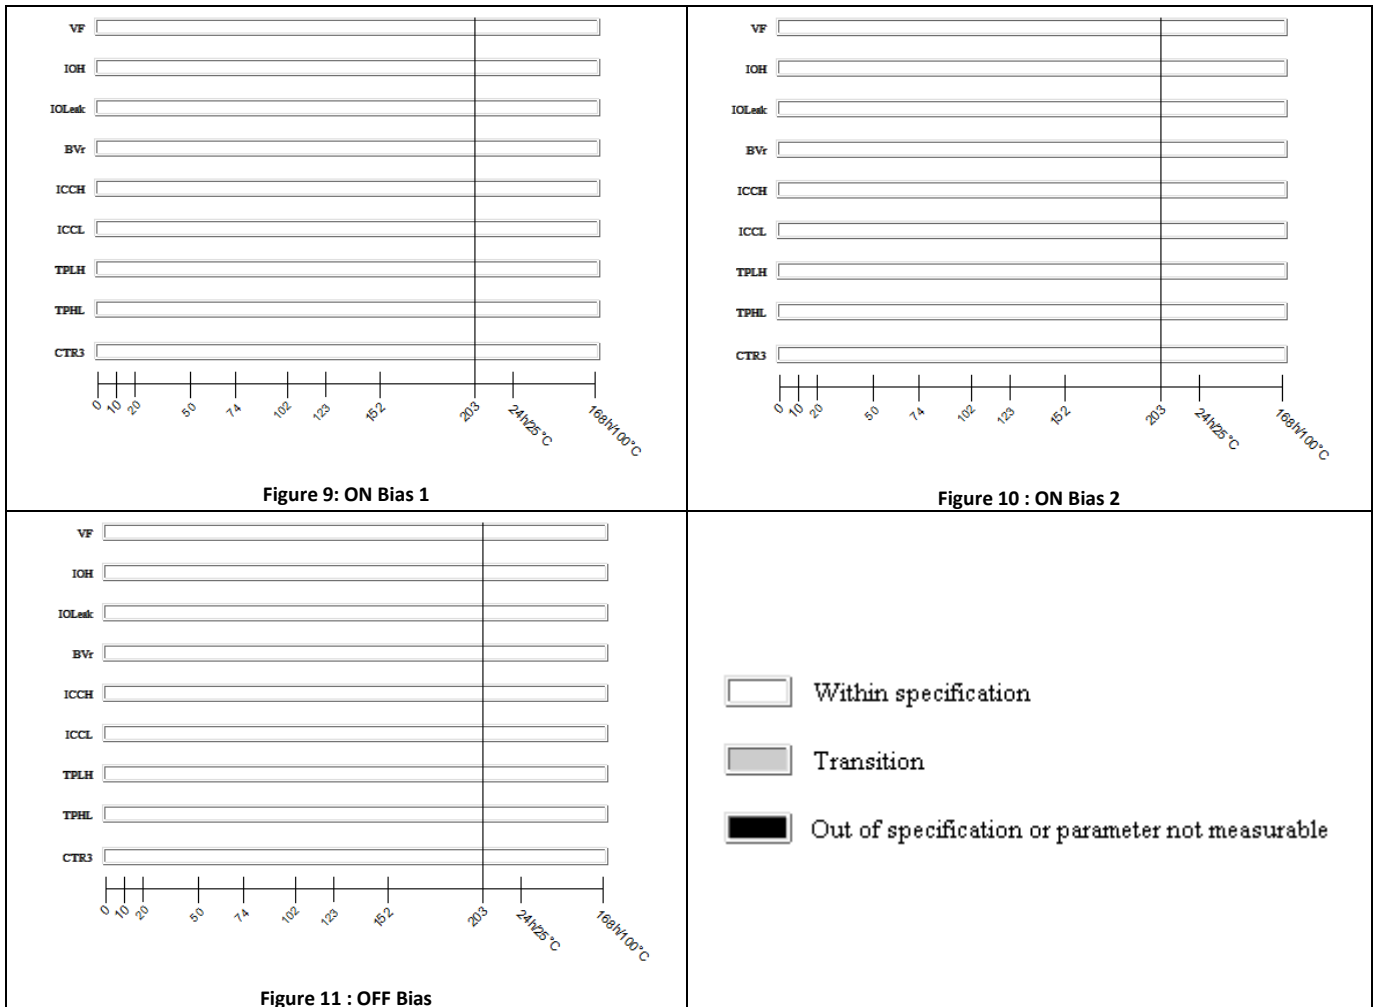 VF
IOH
IOLeak
BVr
ICCH
ICCL
TPLH
TPHL
CTR3
0 10 20 50 74 102 123 152 203 24h/25°C 168h/100°C
Figure 9: ON Bias 1
VF
IOH
IOLeak
BVr
ICCH
ICCL
TPLH
TPHL
CTR3
0 10 20 50 74 102 123 152 203 24h/25°C 168h/100°C
Figure 10 : ON Bias 2
VF
IOH
IOLeak
BVr
ICCH
ICCL
TPLH
TPHL
CTR3
0 10 20 50 74 102 123 152 203 24h/25°C 168h/100°C
Figure 11 : OFF Bias
Within specification
Transition
Out of specification or parameter not measurable